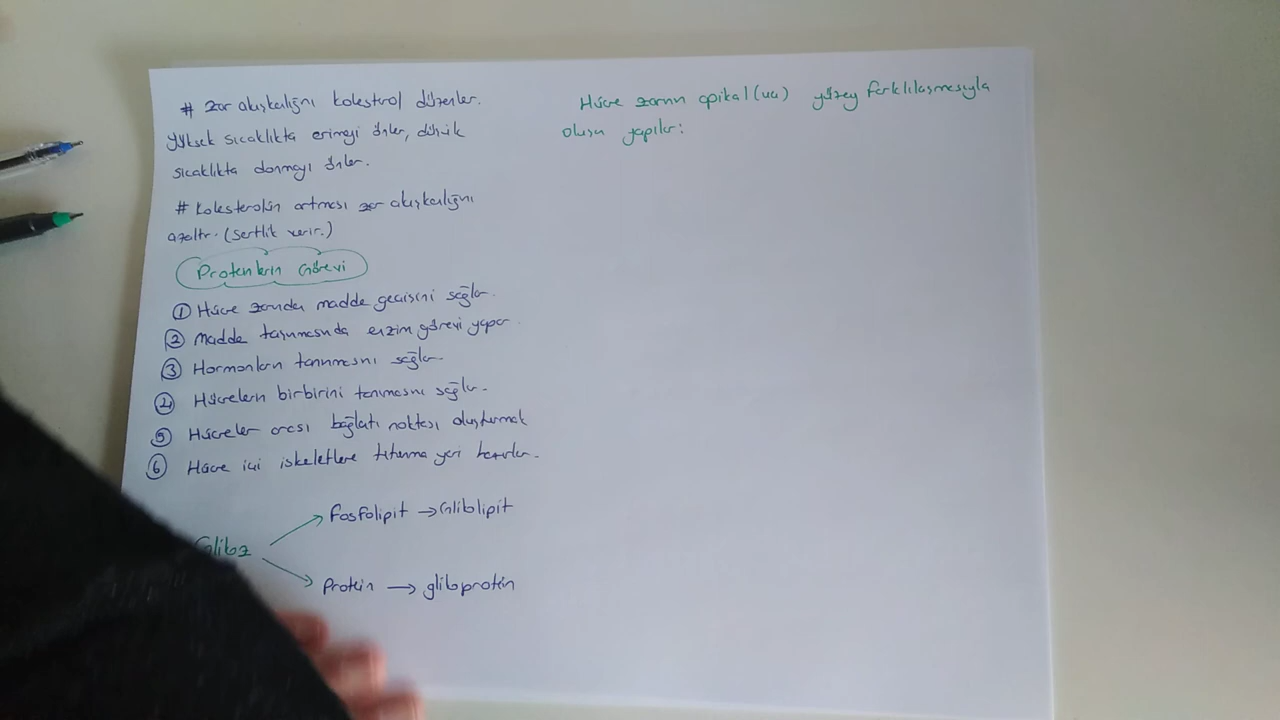 # zar akışkanlığını kolesterol düzenler.
Yüksek sıcaklıkta erimeyi önler, düşük
sıcaklıkta donmayı önler.
# Kolesterolün artması zar akışkanlığını
azaltır. (sertlik verir.)
Proteinlerin Görevi
① Hücre zarında madde geçişini sağlar.
② Madde taşınmasında enzim görevi yapar.
③ Hormonların tanınmasını sağlar
④ Hücrelerin birbirini tanımasını sağlar.
⑤ Hücreler arası bağlantı noktası oluşturmak
⑥ Hücre içi iskeletlere tutunma yeri hazırlar.
Glikoz
Fosfolipit → Glikolipit
Protein → glikoprotein
Hücre zarının apikal (uç) yüzey farklılaşmasıyla
oluşan yapılar: